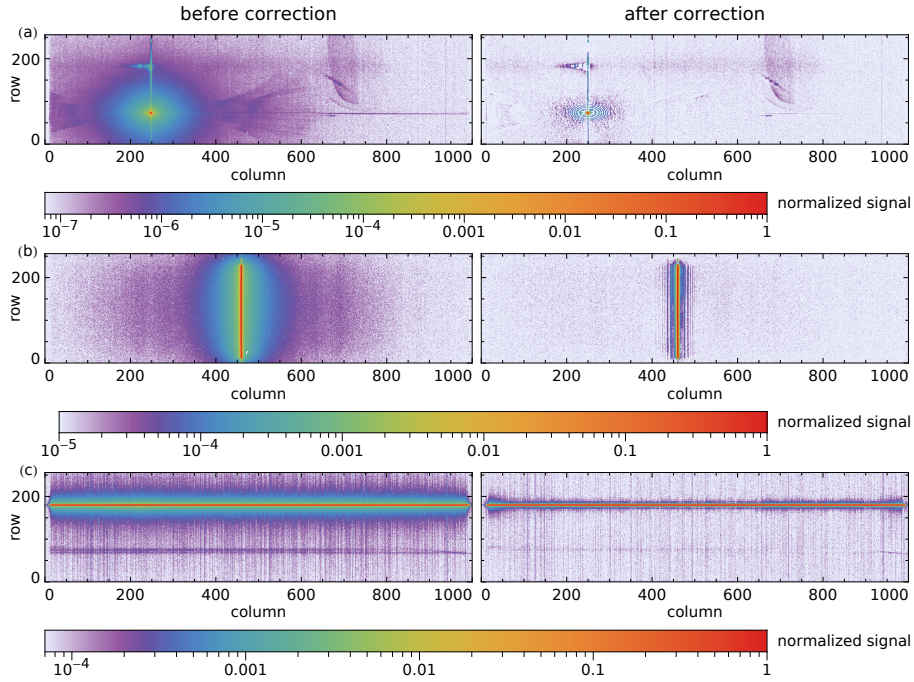 before correction after correction
(a)
200
row
0
0 200 400 600 800 1000 0 200 400 600 800 1000
column column
10⁻⁷ 10⁻⁶ 10⁻⁵ 10⁻⁴ 0.001 0.01 0.1 1 normalized signal
(b)
200
row
0
0 200 400 600 800 1000 0 200 400 600 800 1000
column column
10⁻⁵ 10⁻⁴ 0.001 0.01 0.1 1 normalized signal
(c)
200
row
0
0 200 400 600 800 1000 0 200 400 600 800 1000
column column
10⁻⁴ 0.001 0.01 0.1 1 normalized signal